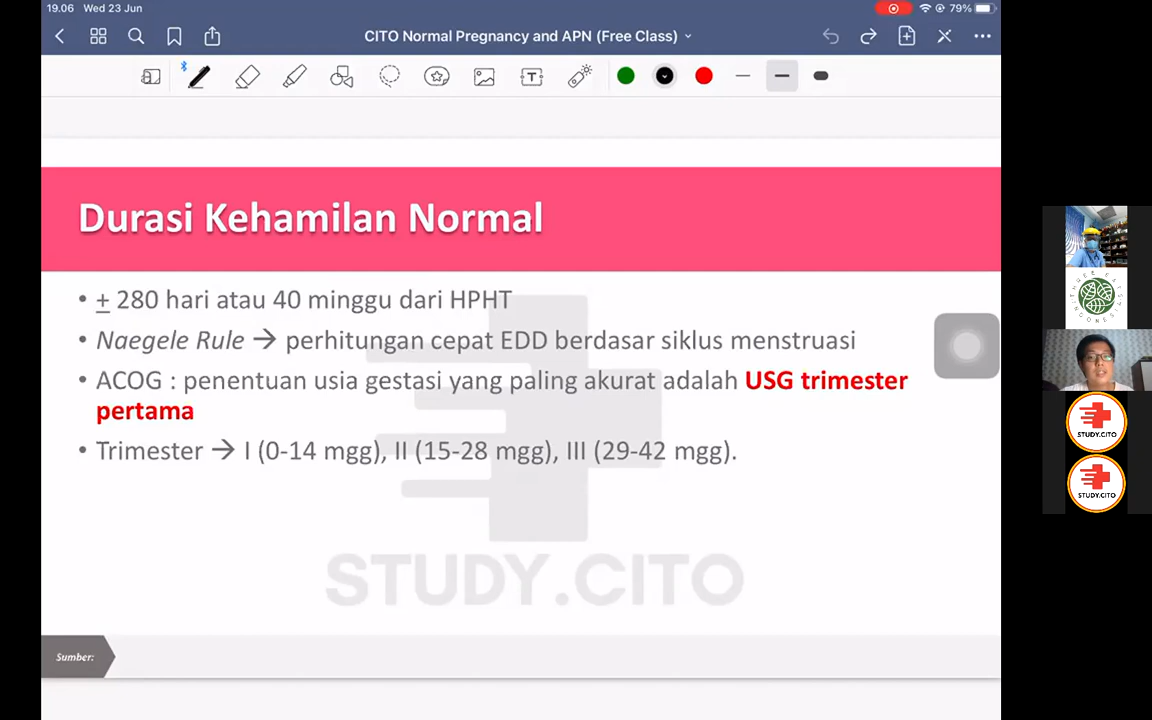 19.06 Wed 23 Jun
79%
CITO Normal Pregnancy and APN (Free Class)
T
Durasi Kehamilan Normal
• ± 280 hari atau 40 minggu dari HPHT
• Naegele Rule → perhitungan cepat EDD berdasar siklus menstruasi
• ACOG : penentuan usia gestasi yang paling akurat adalah USG trimester
pertama
• Trimester → I (0-14 mgg), II (15-28 mgg), III (29-42 mgg).
STUDY.CITO
Sumber:
STUDY.CITO
STUDY.CITO